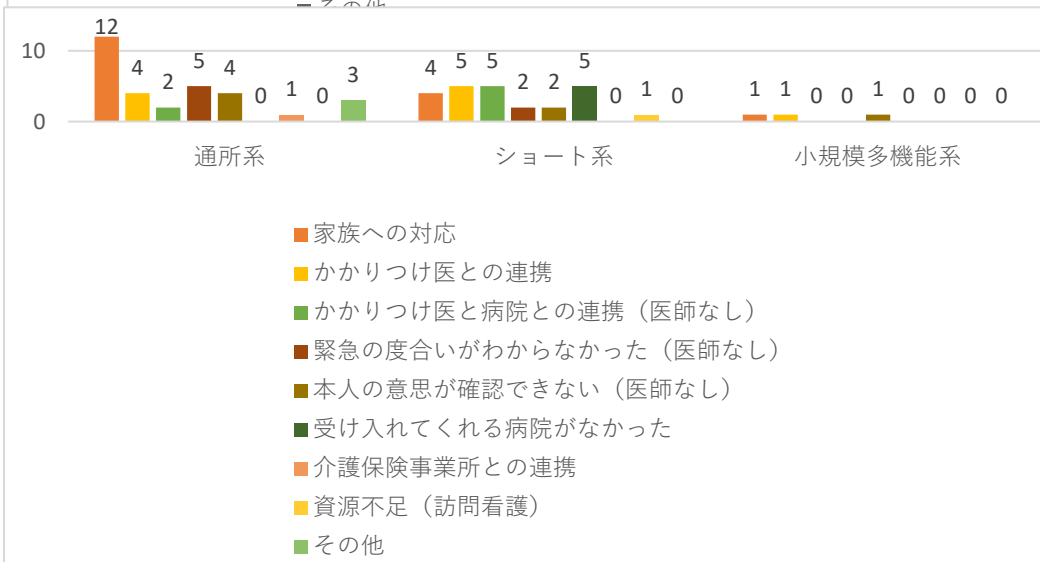 その他
10
0
12 4 2 5 4 0 1 0 3
4 5 5 2 2 5 0 1 0
1 1 0 0 1 0 0 0 0
通所系 ショート系 小規模多機能系
家族への対応
かかりつけ医との連携
かかりつけ医と病院との連携（医師なし）
緊急の度合いがわからなかった（医師なし）
本人の意思が確認できない（医師なし）
受け入れてくれる病院がなかった
介護保険事業所との連携
資源不足（訪問看護）
その他